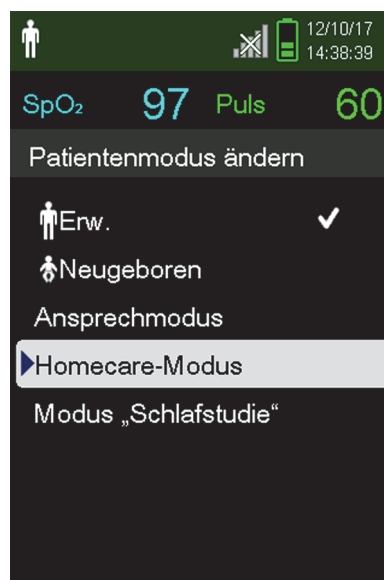 12/10/17
14:38:39
SpO₂ 97 Puls 60
Patientenmodus ändern
Erw.
Neugeboren
Ansprechmodus
Homecare-Modus
Modus „Schlafstudie“